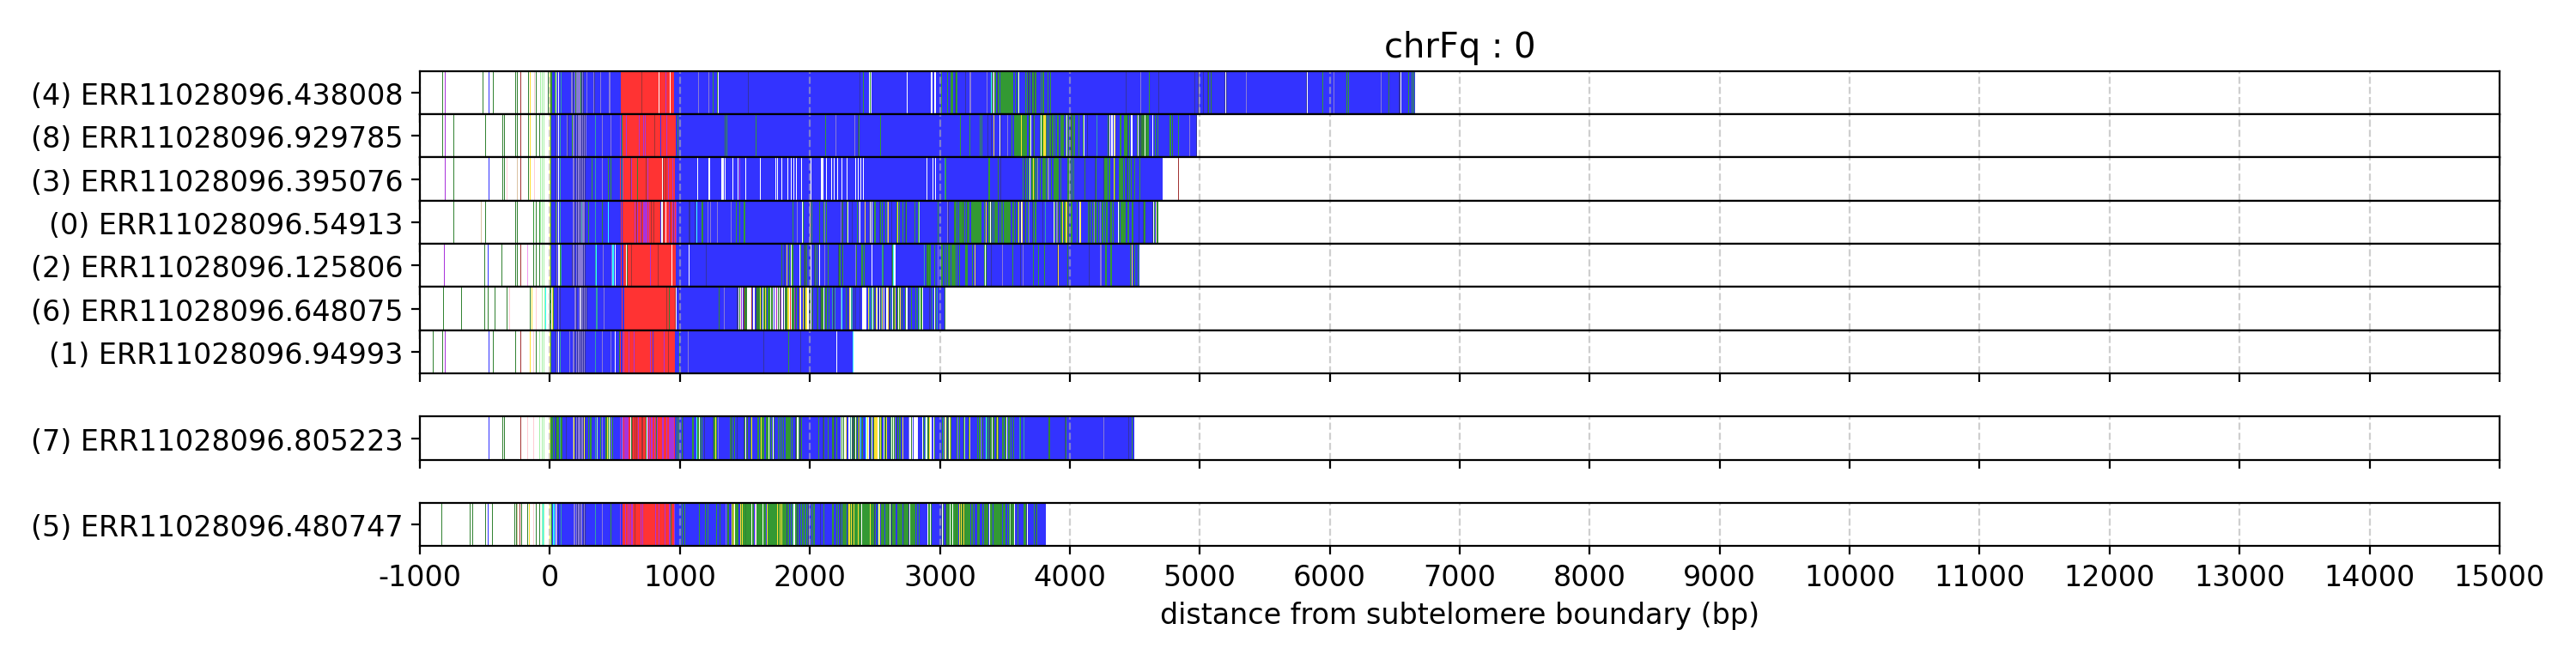 chrFq : 0
(4) ERR11028096.438008
(8) ERR11028096.929785
(3) ERR11028096.395076
(0) ERR11028096.54913
(2) ERR11028096.125806
(6) ERR11028096.648075
(1) ERR11028096.94993
(7) ERR11028096.805223
(5) ERR11028096.480747
-1000 0 1000 2000 3000 4000 5000 6000 7000 8000 9000 10000 11000 12000 13000 14000 15000
distance from subtelomere boundary (bp)